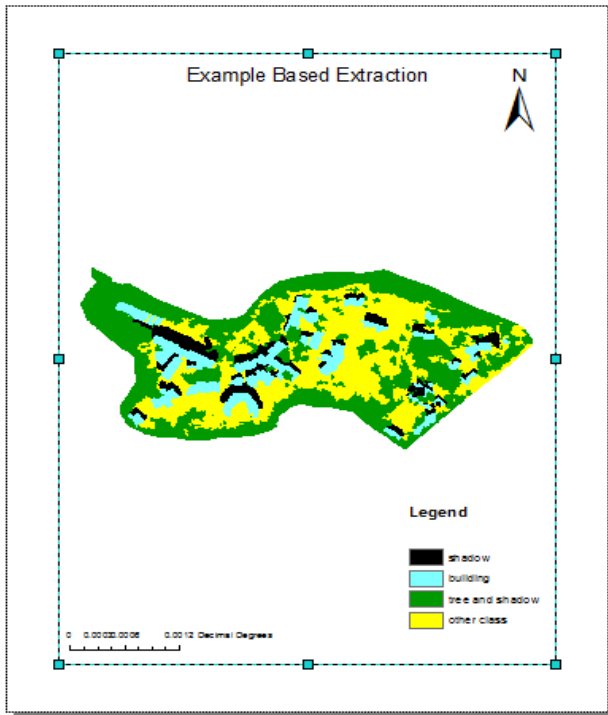 Example Based Extraction
N
Legend
shadow
building
tree and shadow
other class
0 0.0003 0.0006 0.0012 Decimal Degrees